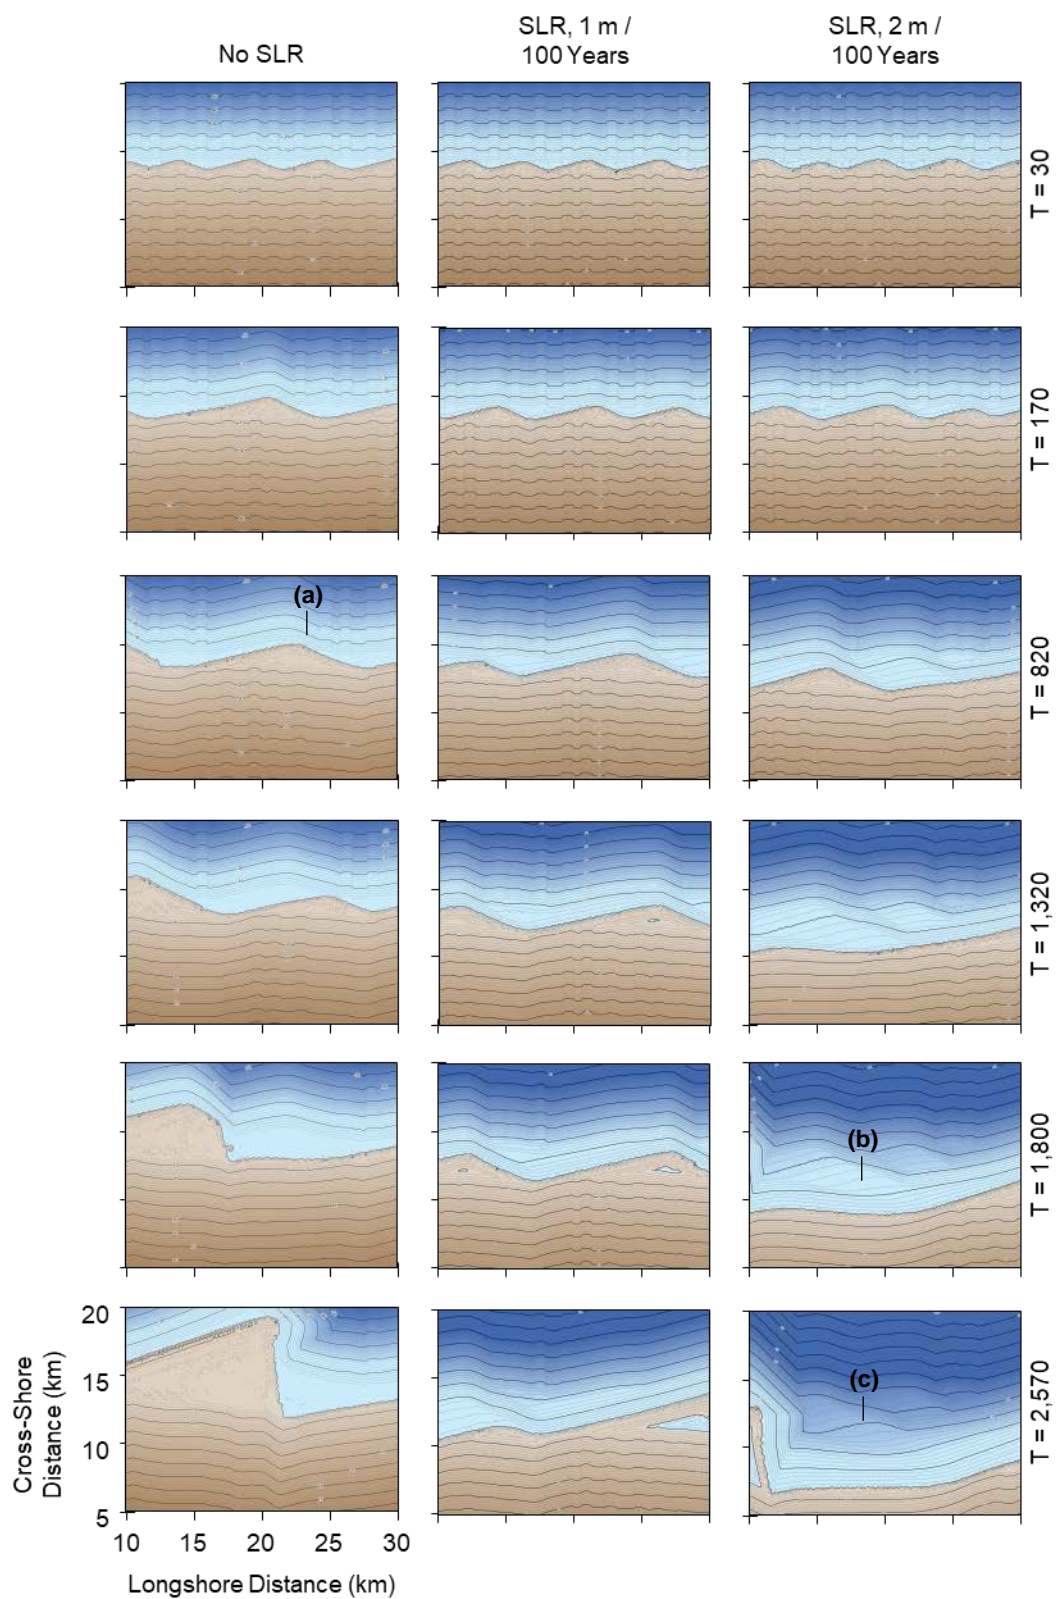 No SLR
SLR, 1 m /
100 Years
SLR, 2 m /
100 Years
T = 30
T = 170
(a)
T = 820
T = 1,320
(b)
T = 1,800
(c)
T = 2,570
20
15
10
5
Cross-Shore
Distance (km)
10 15 20 25 30
Longshore Distance (km)